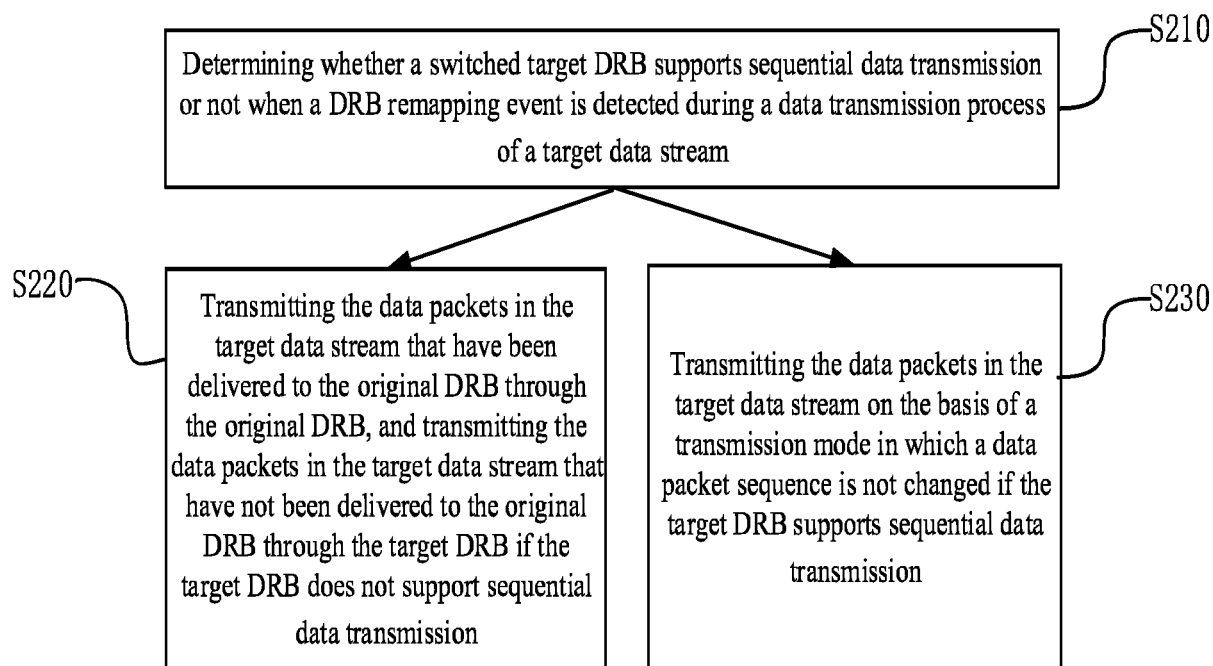 S210
Determining whether a switched target DRB supports sequential data transmission
or not when a DRB remapping event is detected during a data transmission process
of a target data stream
S220
Transmitting the data packets in the
target data stream that have been
delivered to the original DRB through
the original DRB, and transmitting the
data packets in the target data stream that
have not been delivered to the original
DRB through the target DRB if the
target DRB does not support sequential
data transmission
S230
Transmitting the data packets in the
target data stream on the basis of a
transmission mode in which a data
packet sequence is not changed if the
target DRB supports sequential data
transmission